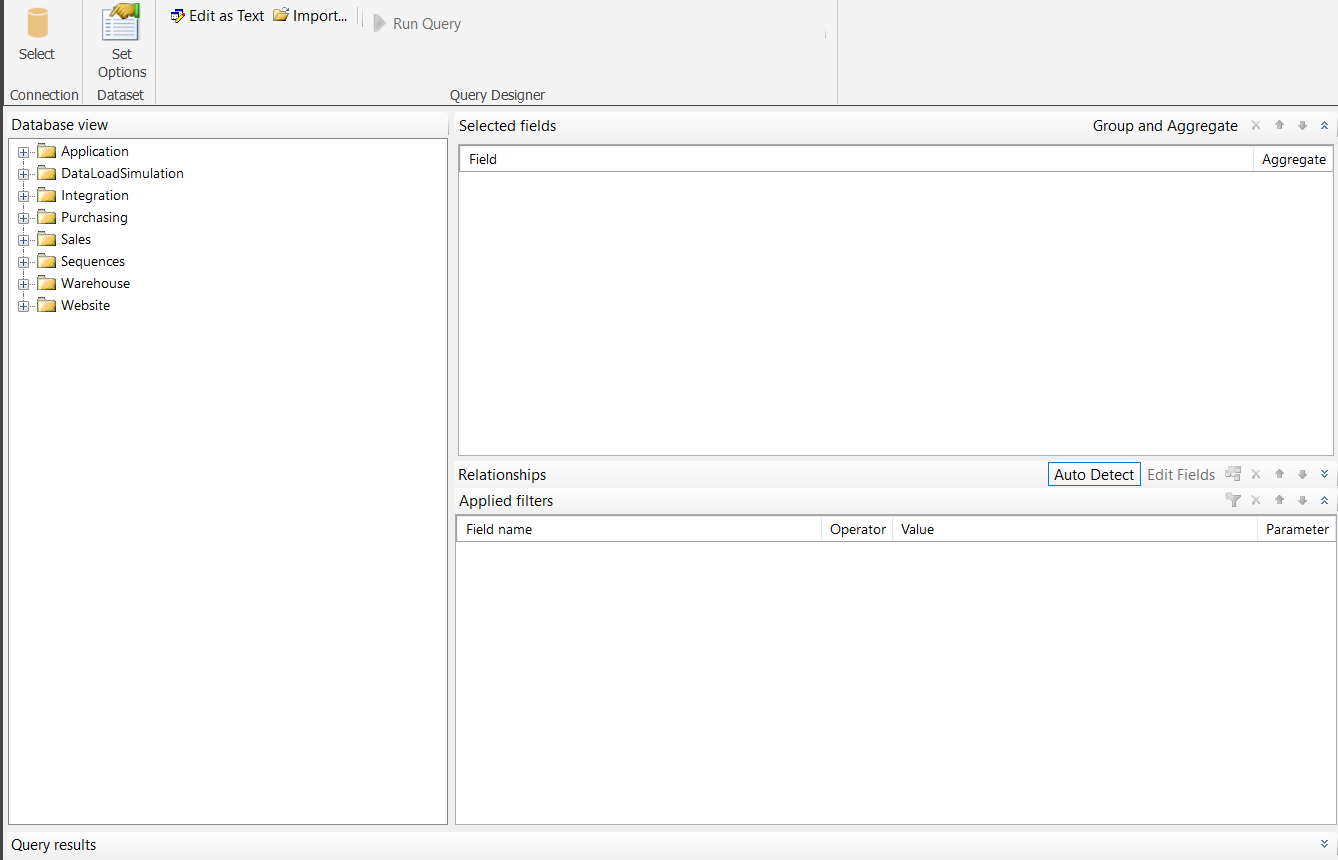 Edit as Text Import... Run Query
Select
Set
Options
Connection Dataset Query Designer
Database view
Application
DataLoadSimulation
Integration
Purchasing
Sales
Sequences
Warehouse
Website
Selected fields Group and Aggregate
Field Aggregate
Relationships Auto Detect Edit Fields
Applied filters
Field name Operator Value Parameter
Query results